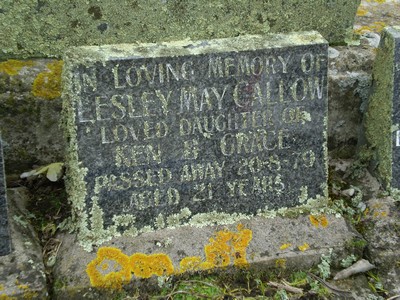 IN LOVING MEMORY OF
LESLEY MAY CALLOW
LOVED DAUGHTER OF
KEN & GRACE
PASSED AWAY 20-8-79
AGED 21 YEARS